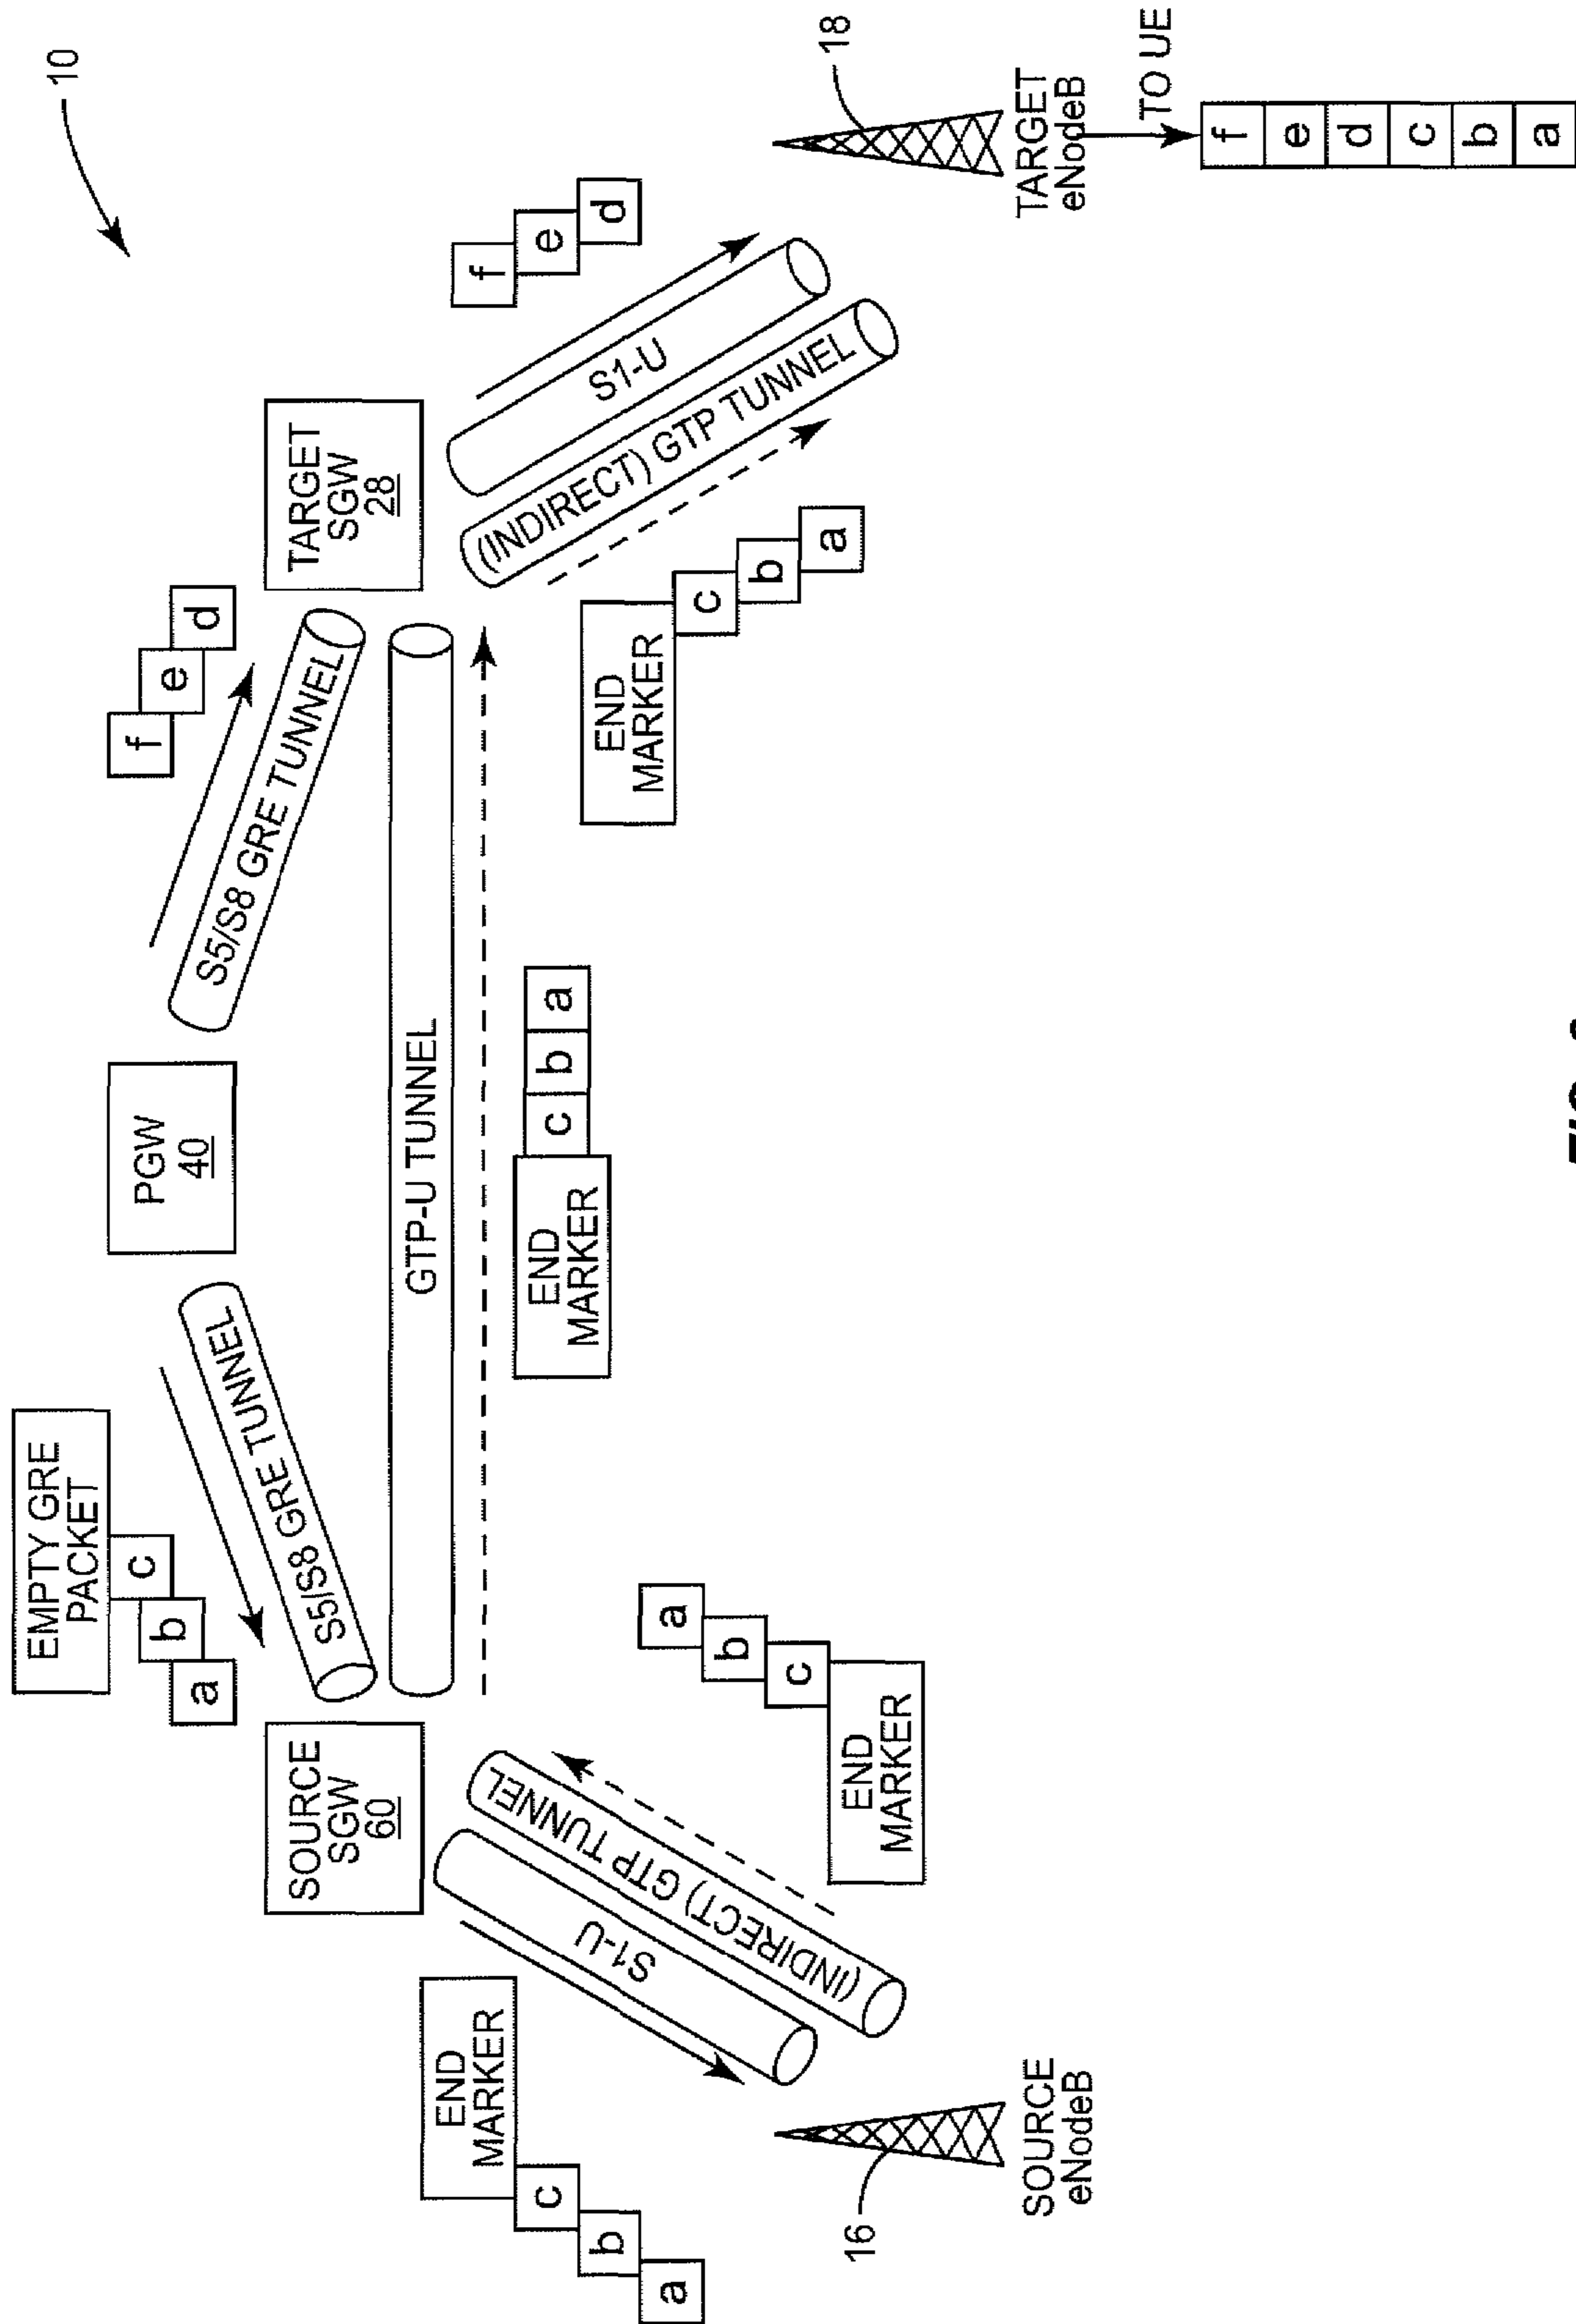 10
EMPTY GRE
PACKET
c
b
a
PGW
40
f
e
d
S5/S8 GRE TUNNEL
S5/S8 GRE TUNNEL
SOURCE
SGW
60
TARGET
SGW
28
GTP-U TUNNEL
END
MARKER
c
b
a
S1-U
(INDIRECT) GTP TUNNEL
a
b
c
END
MARKER
END
MARKER
c
b
a
END
MARKER
c
b
a
S1-U
(INDIRECT) GTP TUNNEL
f
e
d
16
SOURCE
eNodeB
18
TARGET
eNodeB
TO UE
f
e
d
c
b
a